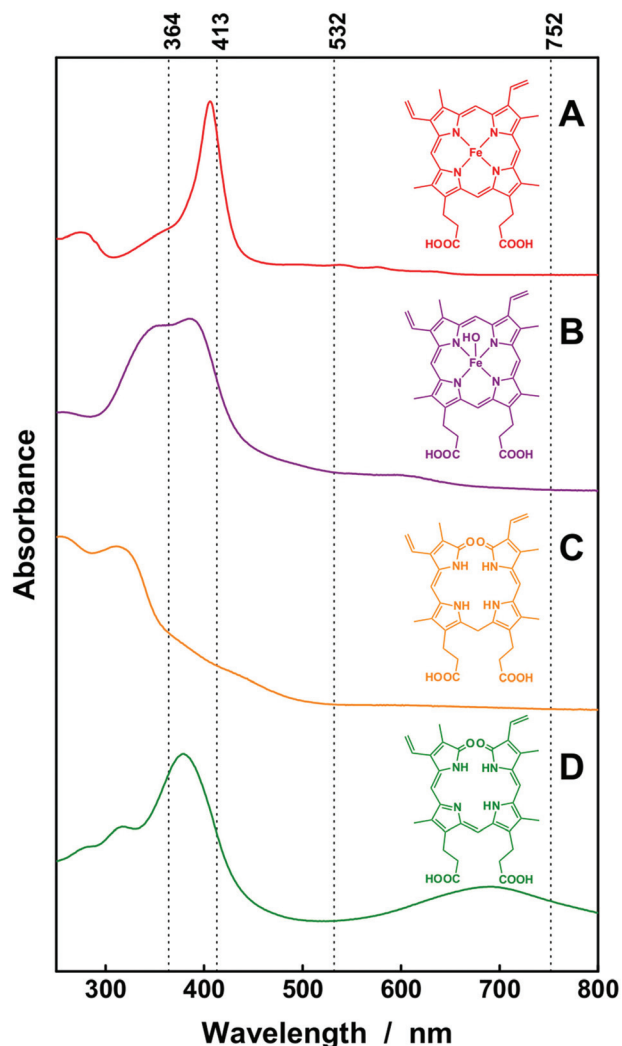 364 413 532 752
A
N N
Fe
N N
HOOC COOH
B
HO
N N
Fe
N N
HOOC COOH
C
O O
NH HN
NH HN
HOOC COOH
D
O O
NH HN
N HN
HOOC COOH
Absorbance
300 400 500 600 700 800
Wavelength / nm